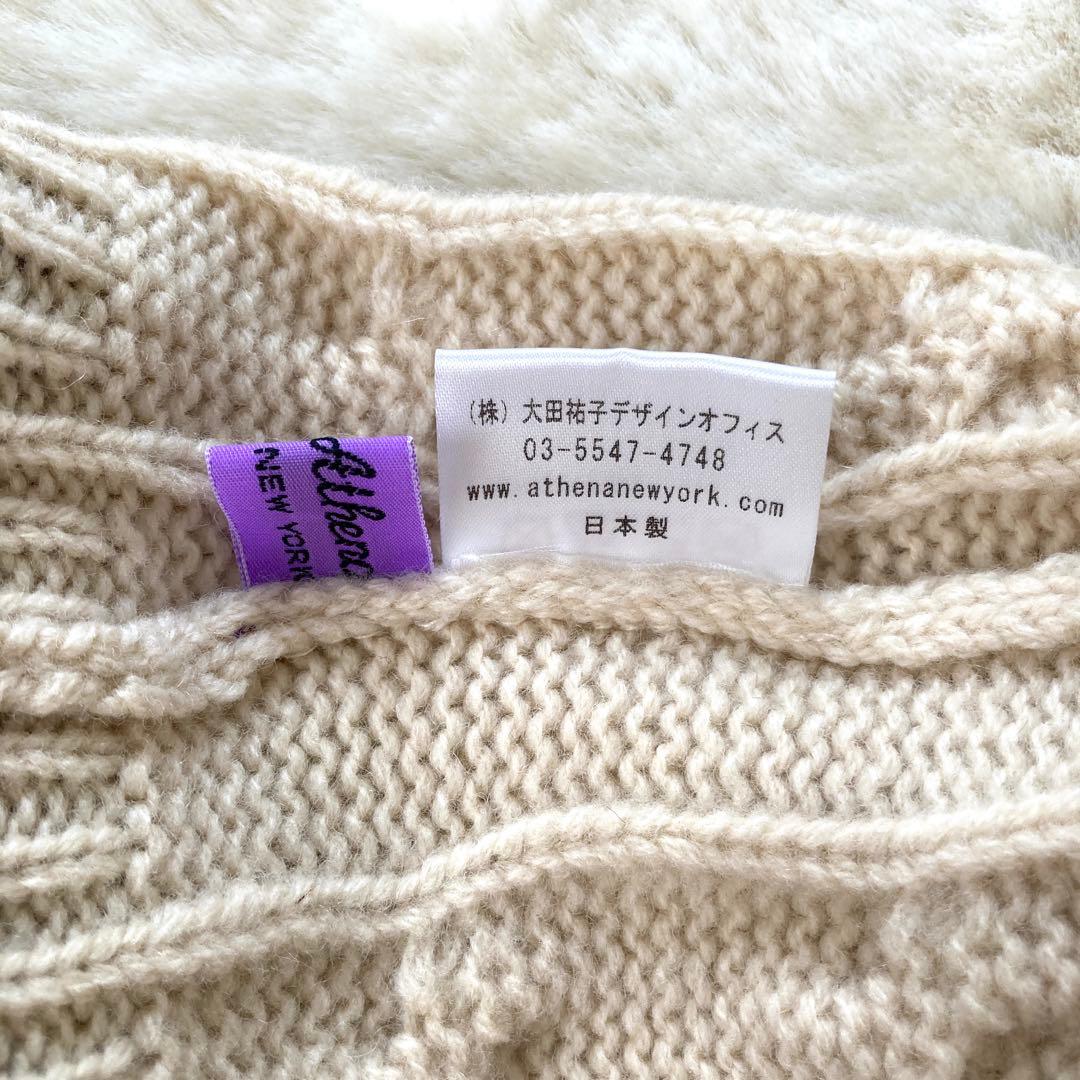 Athena
NEW YORK
（株）大田祐子デザインオフィス
03-5547-4748
www.athenanewyork.com
日本製